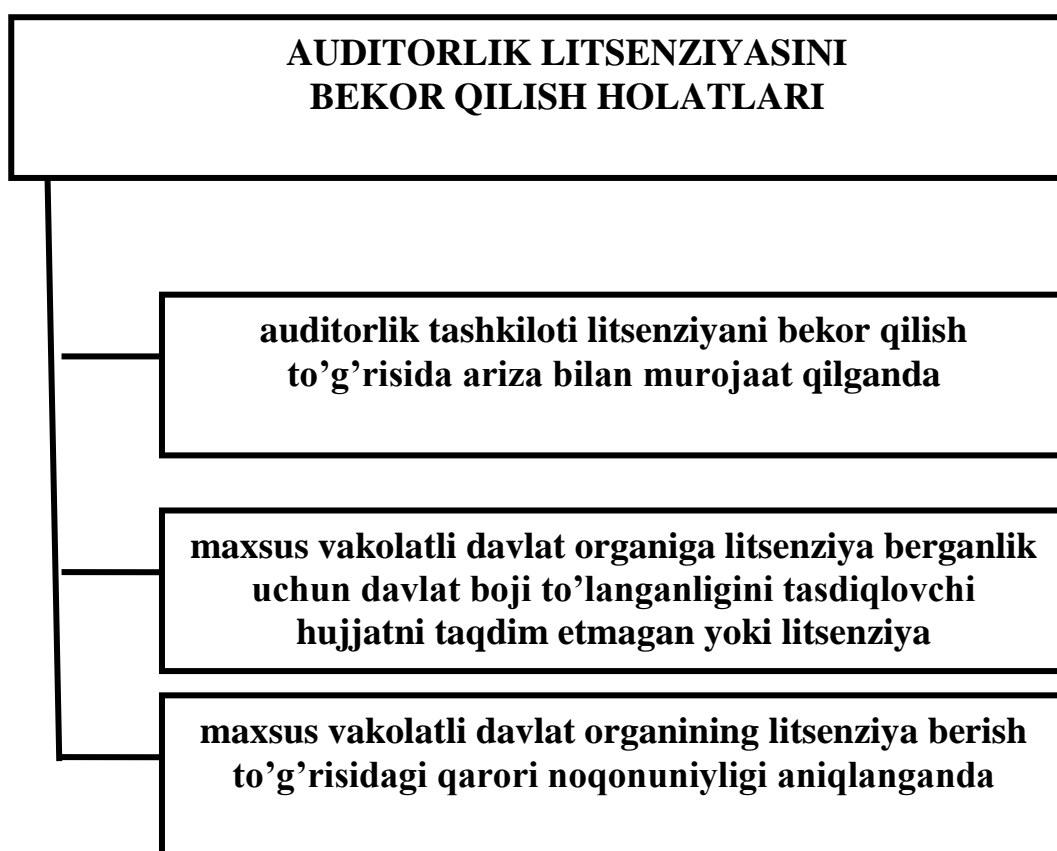 AUDITORLIK LITSENZIYASINI
BEKOR QILISH HOLATLARI
auditorlik tashkiloti litsenziyani bekor qilish
to’g’risida ariza bilan murojaat qilganda
maxsus vakolatli davlat organiga litsenziya berganlik
uchun davlat boji to’langanligini tasdiqlovchi
hujjatni taqdim etmagan yoki litsenziya
maxsus vakolatli davlat organining litsenziya berish
to’g’risidagi qarori noqonuniyligi aniqlanganda